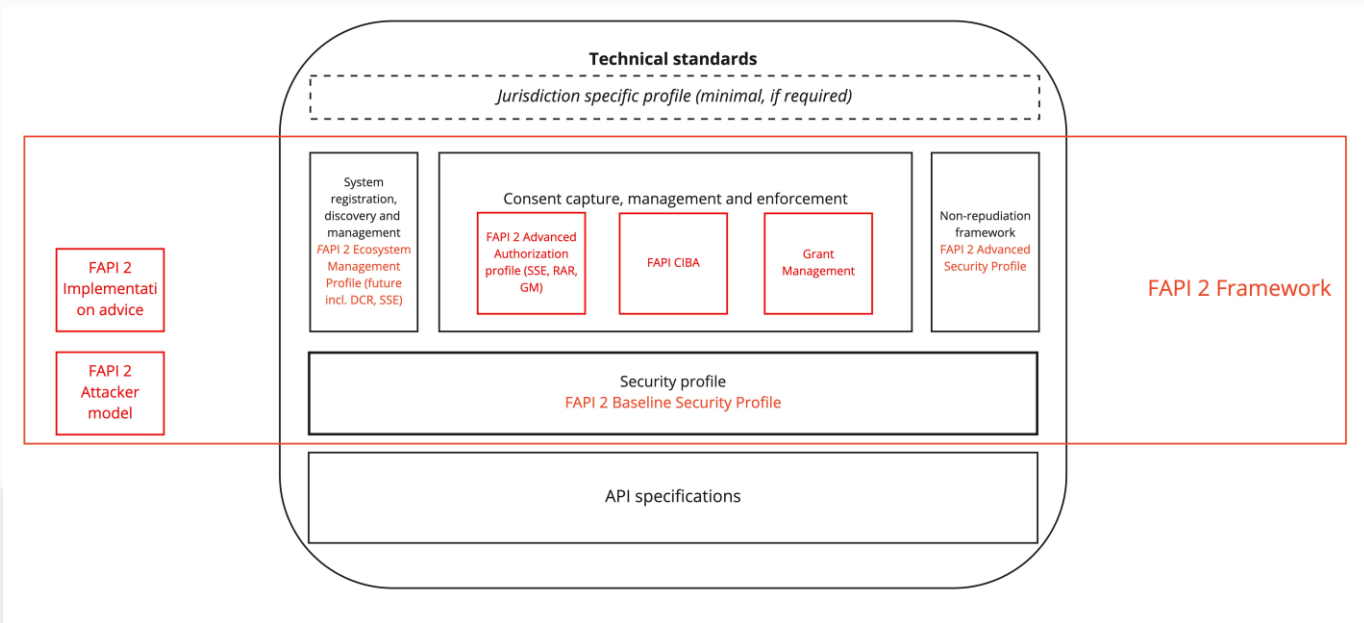 Technical standards
Jurisdiction specific profile (minimal, if required)
System
registration,
discovery and
management
FAPI 2 Ecosystem
Management
Profile (future
incl. DCR, SSE)
Consent capture, management and enforcement
FAPI 2 Advanced
Authorization
profile (SSE, RAR,
GM)
FAPI CIBA
Grant
Management
Non-repudiation
framework
FAPI 2 Advanced
Security Profile
FAPI 2
Implementati
on advice
FAPI 2
Attacker
model
FAPI 2 Framework
Security profile
FAPI 2 Baseline Security Profile
API specifications